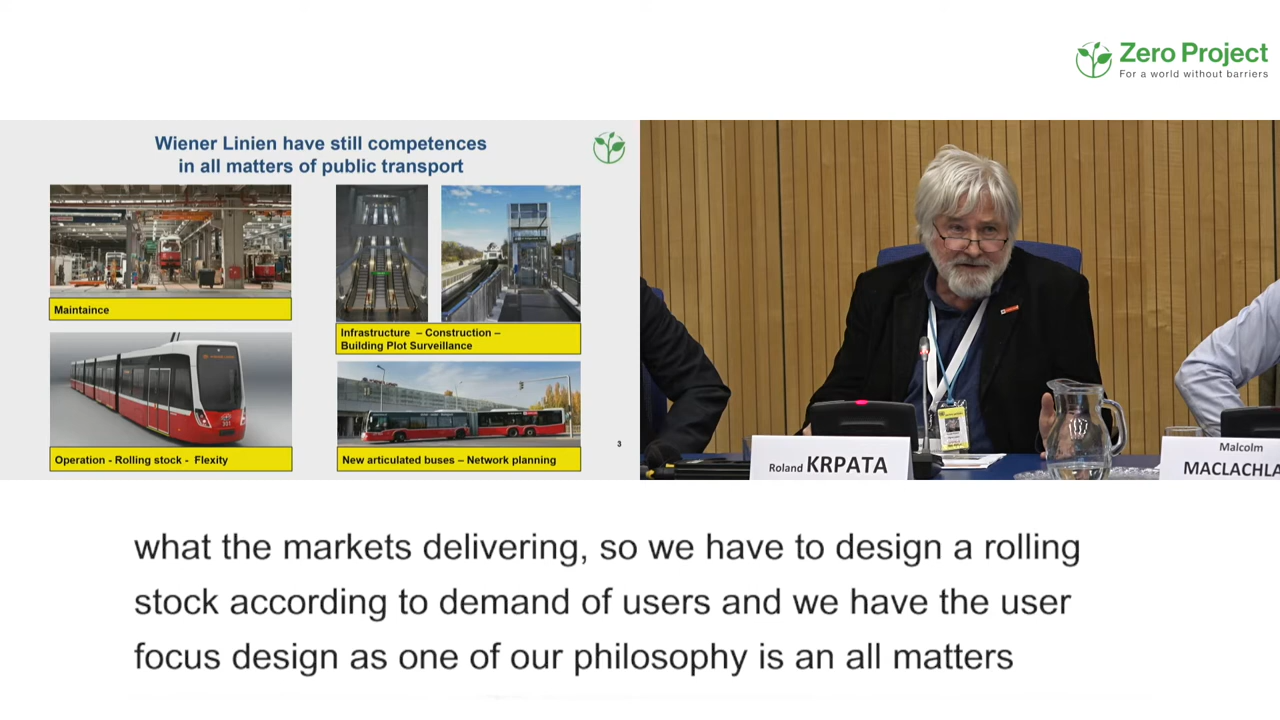 Zero Project
For a world without barriers
Wiener Linien have still competences
in all matters of public transport
Maintaince
Infrastructure – Construction –
Building Plot Surveillance
Operation - Rolling stock - Flexity
New articulated buses – Network planning
3
Roland KRPATA
Malcolm
MACLACHLA
what the markets delivering, so we have to design a rolling
stock according to demand of users and we have the user
focus design as one of our philosophy is an all matters